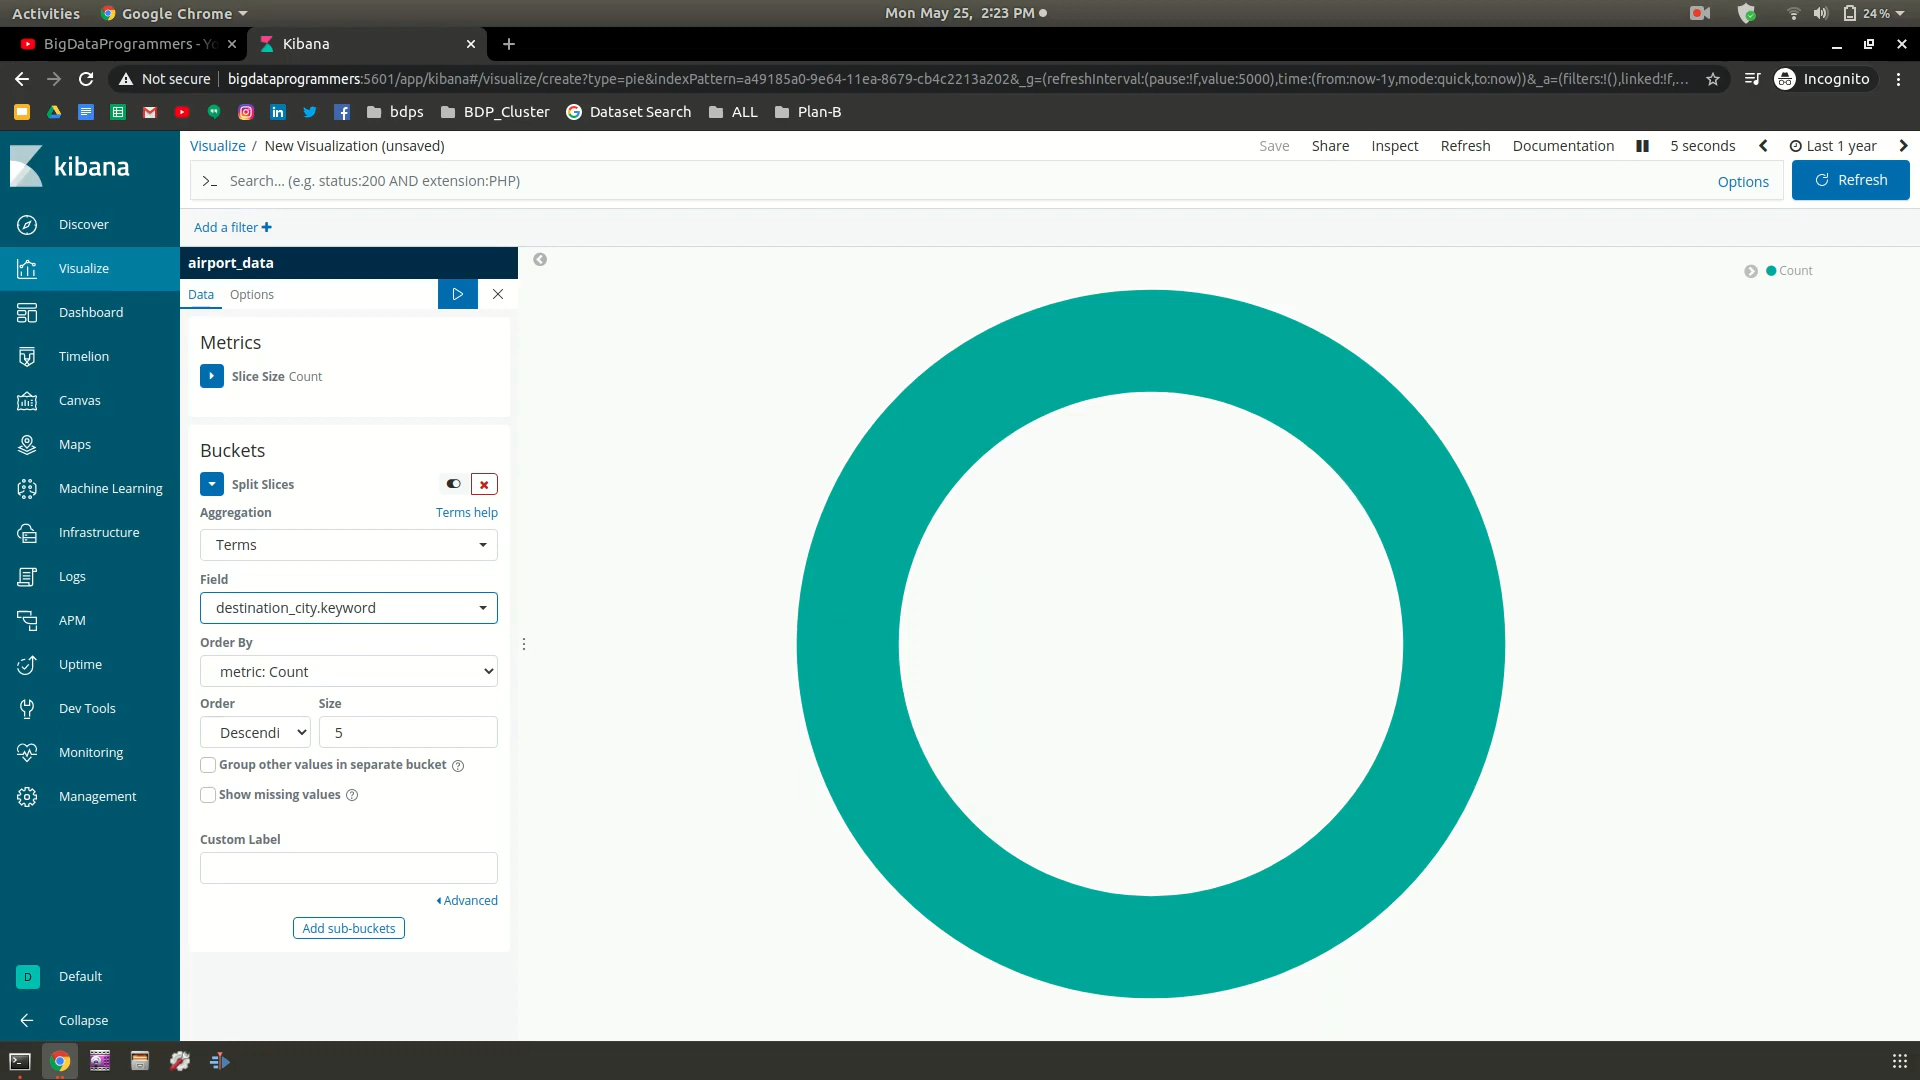 Activities
Google Chrome
Mon May 25, 2:23 PM
24 %
BigDataProgrammers - Yo
Kibana
Not secure
bigdataprogrammers:5601/app/kibana#/visualize/create?type=pie&indexPattern=a49185a0-9e64-11ea-8679-cb4c2213a202&_g=(refreshInterval:(pause:!f,value:5000),time:(from:now-1y,mode:quick,to:now))&_a=(filters:!(),linked:!f,...
Incognito
bdps
BDP_Cluster
Dataset Search
ALL
Plan-B
kibana
Discover
Visualize
Dashboard
Timelion
Canvas
Maps
Machine Learning
Infrastructure
Logs
APM
Uptime
Dev Tools
Monitoring
Management
D Default
Collapse
Visualize / New Visualization (unsaved)
Save
Share
Inspect
Refresh
Documentation
5 seconds
Last 1 year
>_ Search... (e.g. status:200 AND extension:PHP)
Options
Refresh
Add a filter +
airport_data
Data
Options
Metrics
Slice Size Count
Buckets
Split Slices
Aggregation
Terms help
Terms
Field
destination_city.keyword
Order By
metric: Count
Order
Size
Descendi
5
Group other values in separate bucket ?
Show missing values ?
Custom Label
Advanced
Add sub-buckets
Count